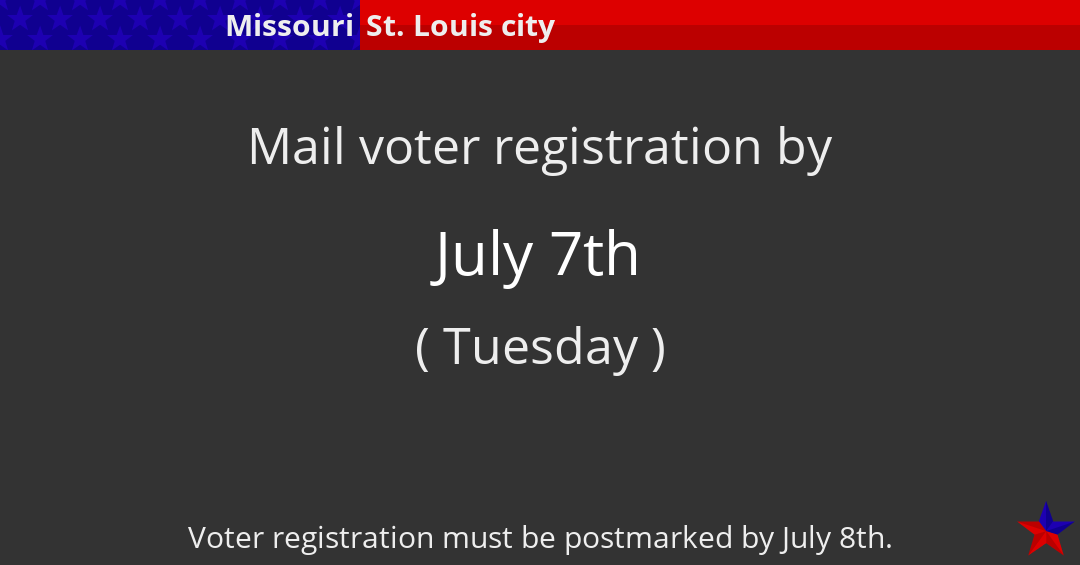 Missouri St. Louis city
Mail voter registration by
July 7th
( Tuesday )
Voter registration must be postmarked by July 8th.